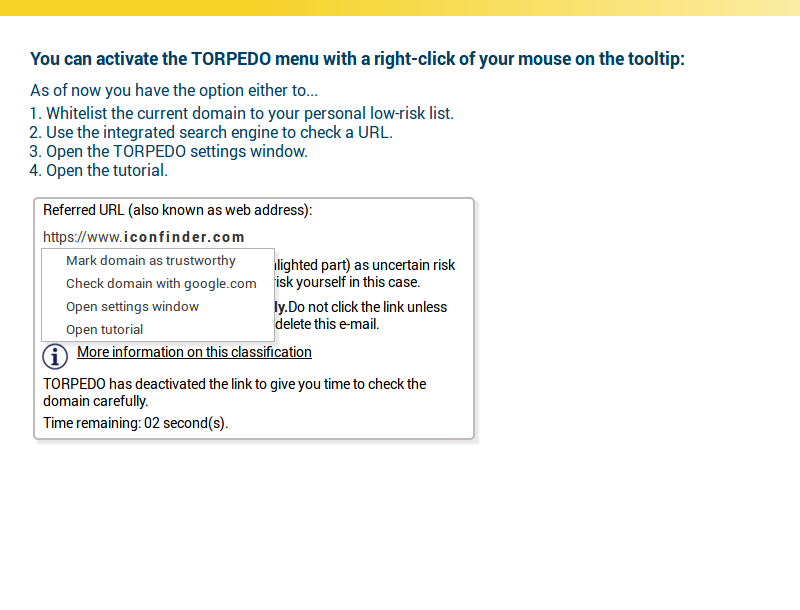 You can activate the TORPEDO menu with a right-click of your mouse on the tooltip:
As of now you have the option either to...
1. Whitelist the current domain to your personal low-risk list.
2. Use the integrated search engine to check a URL.
3. Open the TORPEDO settings window.
4. Open the tutorial.
Referred URL (also known as web address):
https://www.iconfinder.com
Mark domain as trustworthy
Check domain with google.com
Open settings window
Open tutorial
part) as uncertain risk
yourself in this case.
Do not click the link unless
delete this e-mail.
More information on this classification
TORPEDO has deactivated the link to give you time to check the
domain carefully.
Time remaining: 02 second(s).